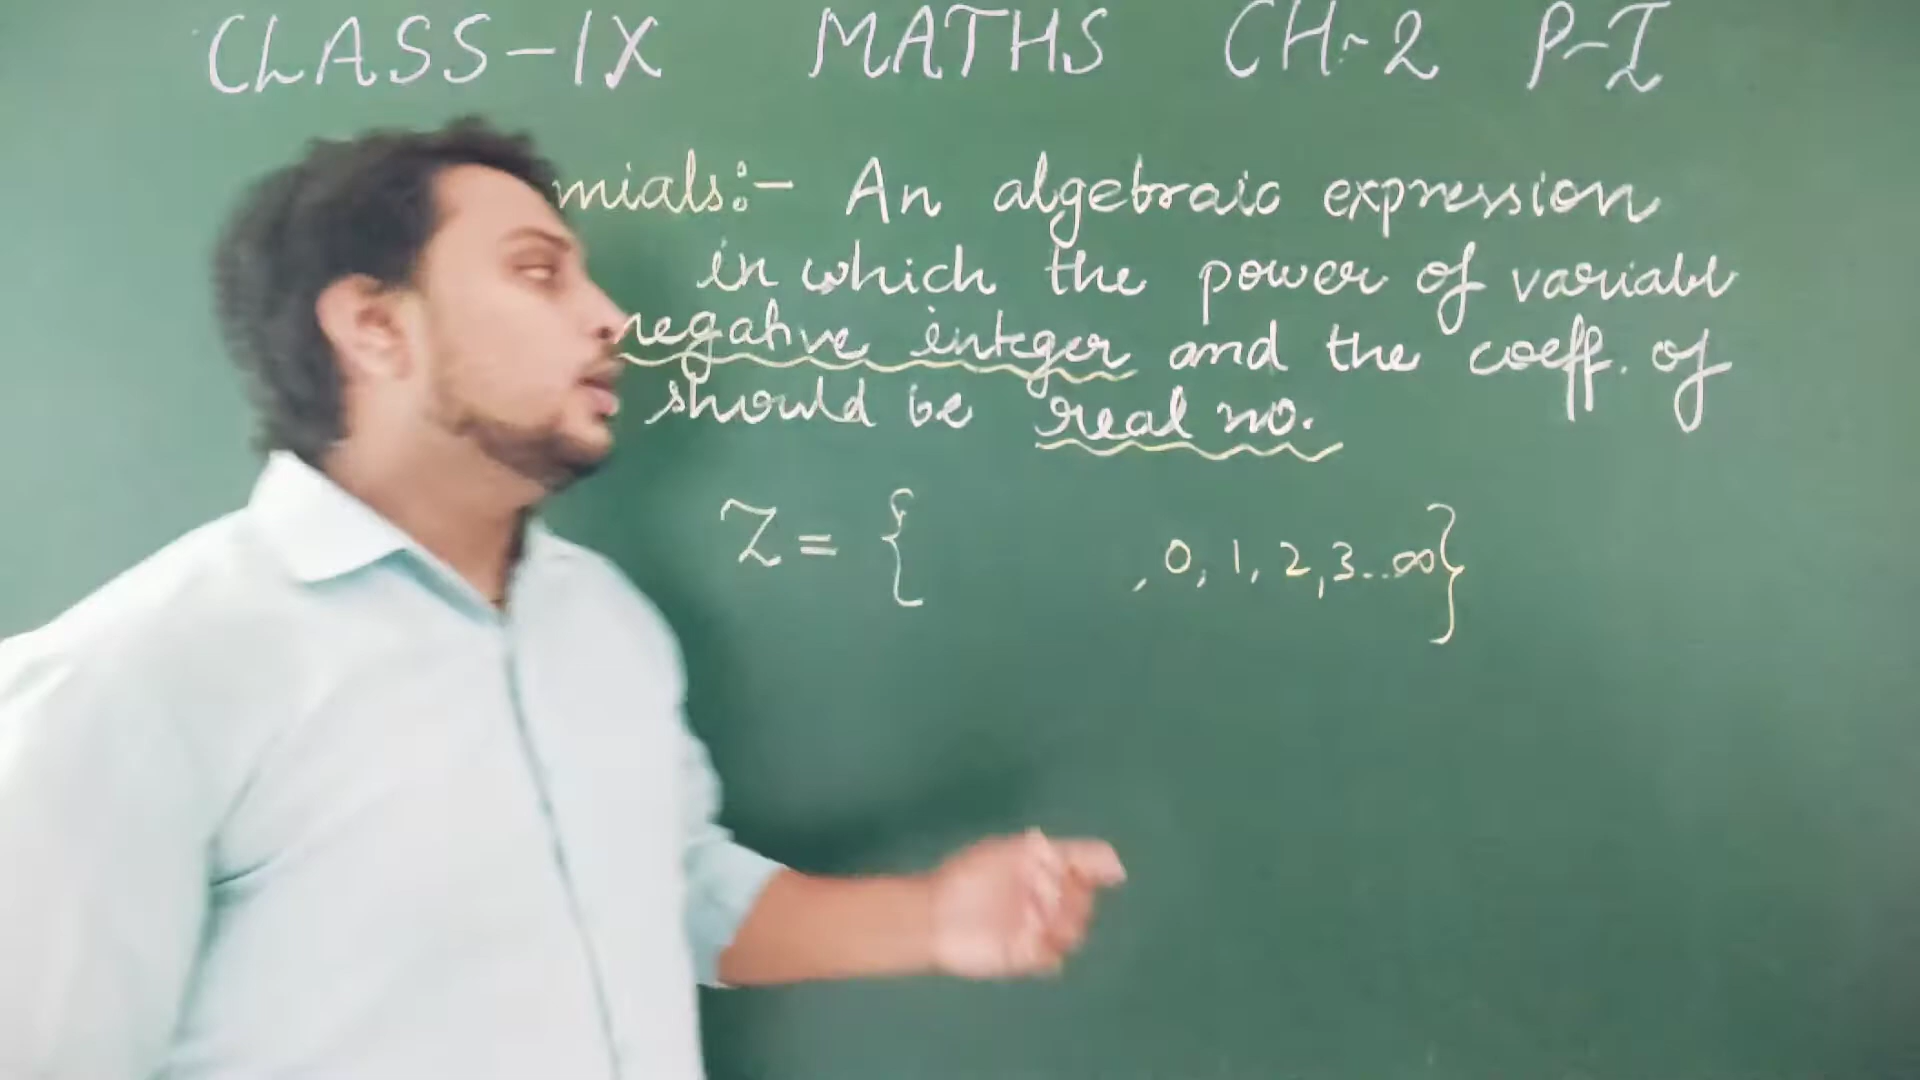 CLASS-IX MATHS CH-2 P-I
mials:- An algebraic expression
in which the power of variabl
negative integer and the coeff. of
should be real no.
Z = { , 0, 1, 2, 3..∞}